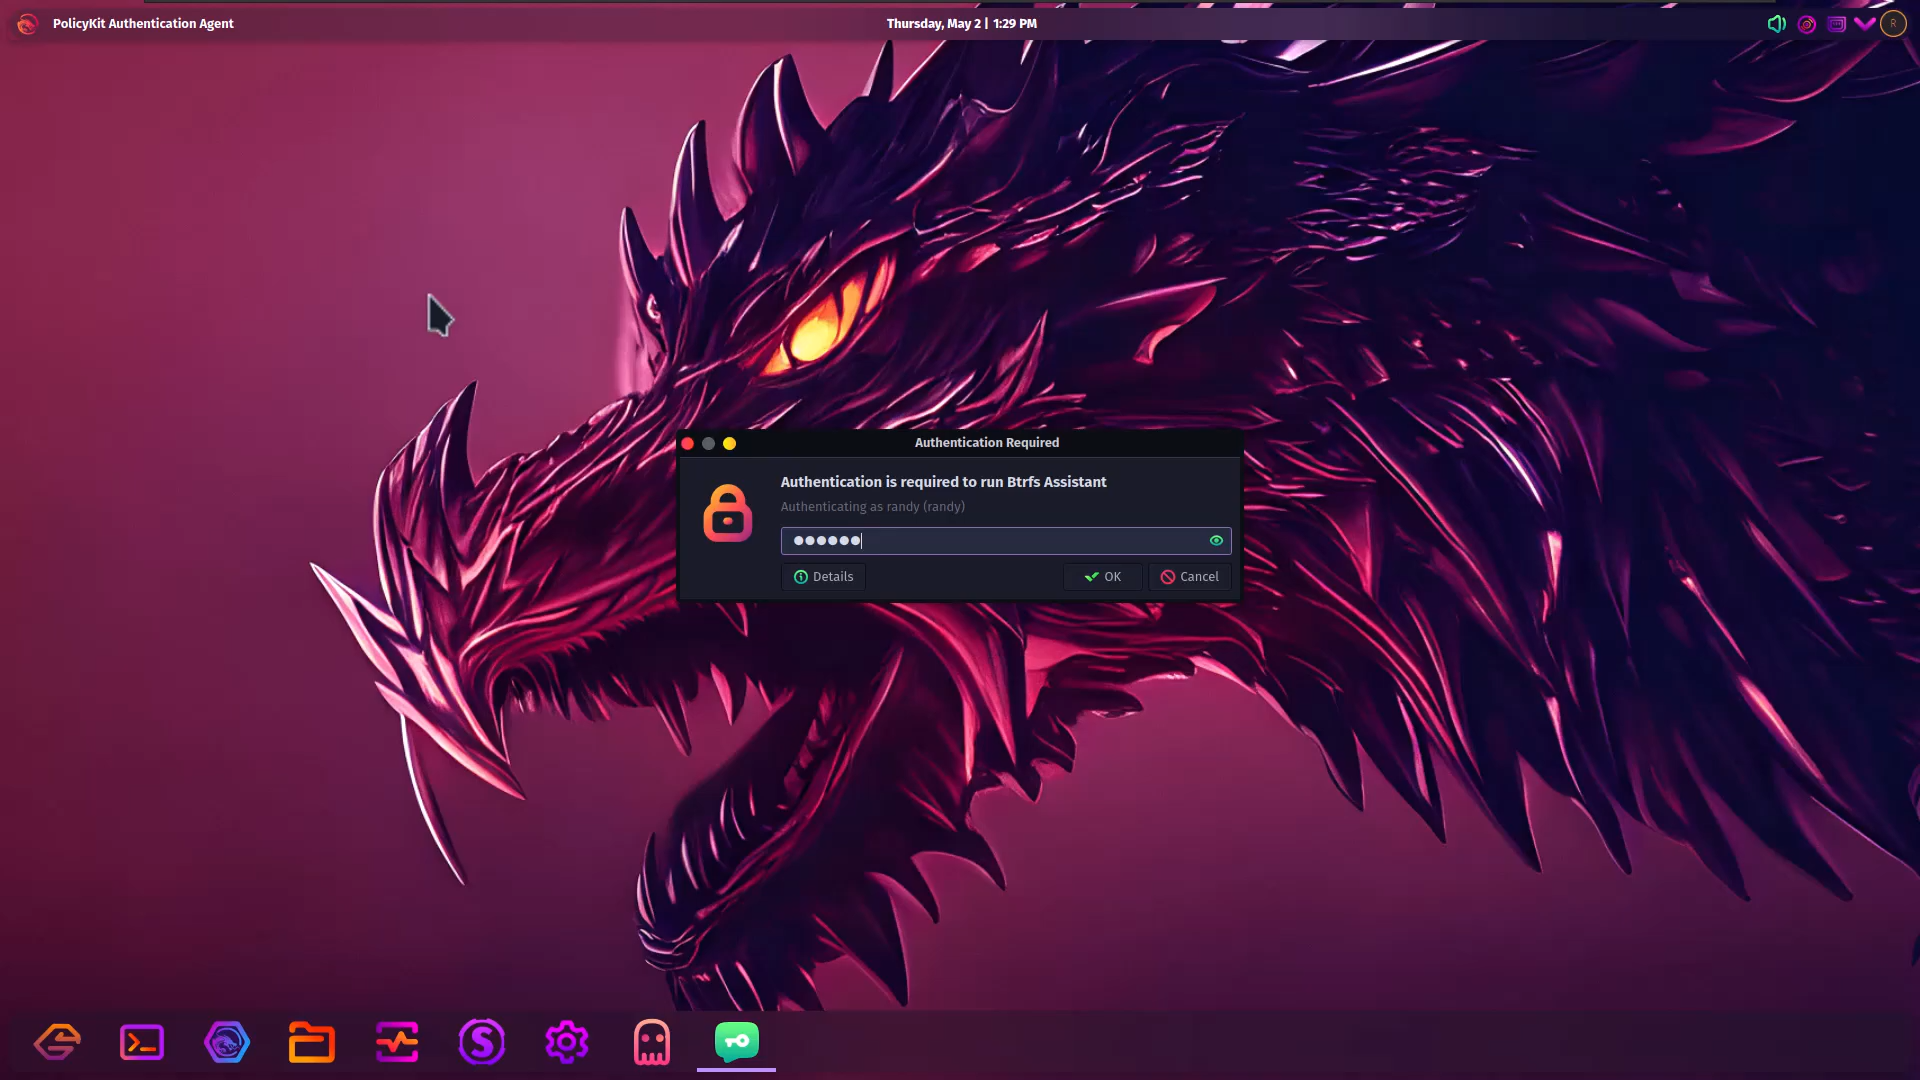 PolicyKit Authentication Agent
Thursday, May 2 | 1:29 PM
R
Authentication Required
Authentication is required to run Btrfs Assistant
Authenticating as randy (randy)
●●●●●●
Details
OK
Cancel